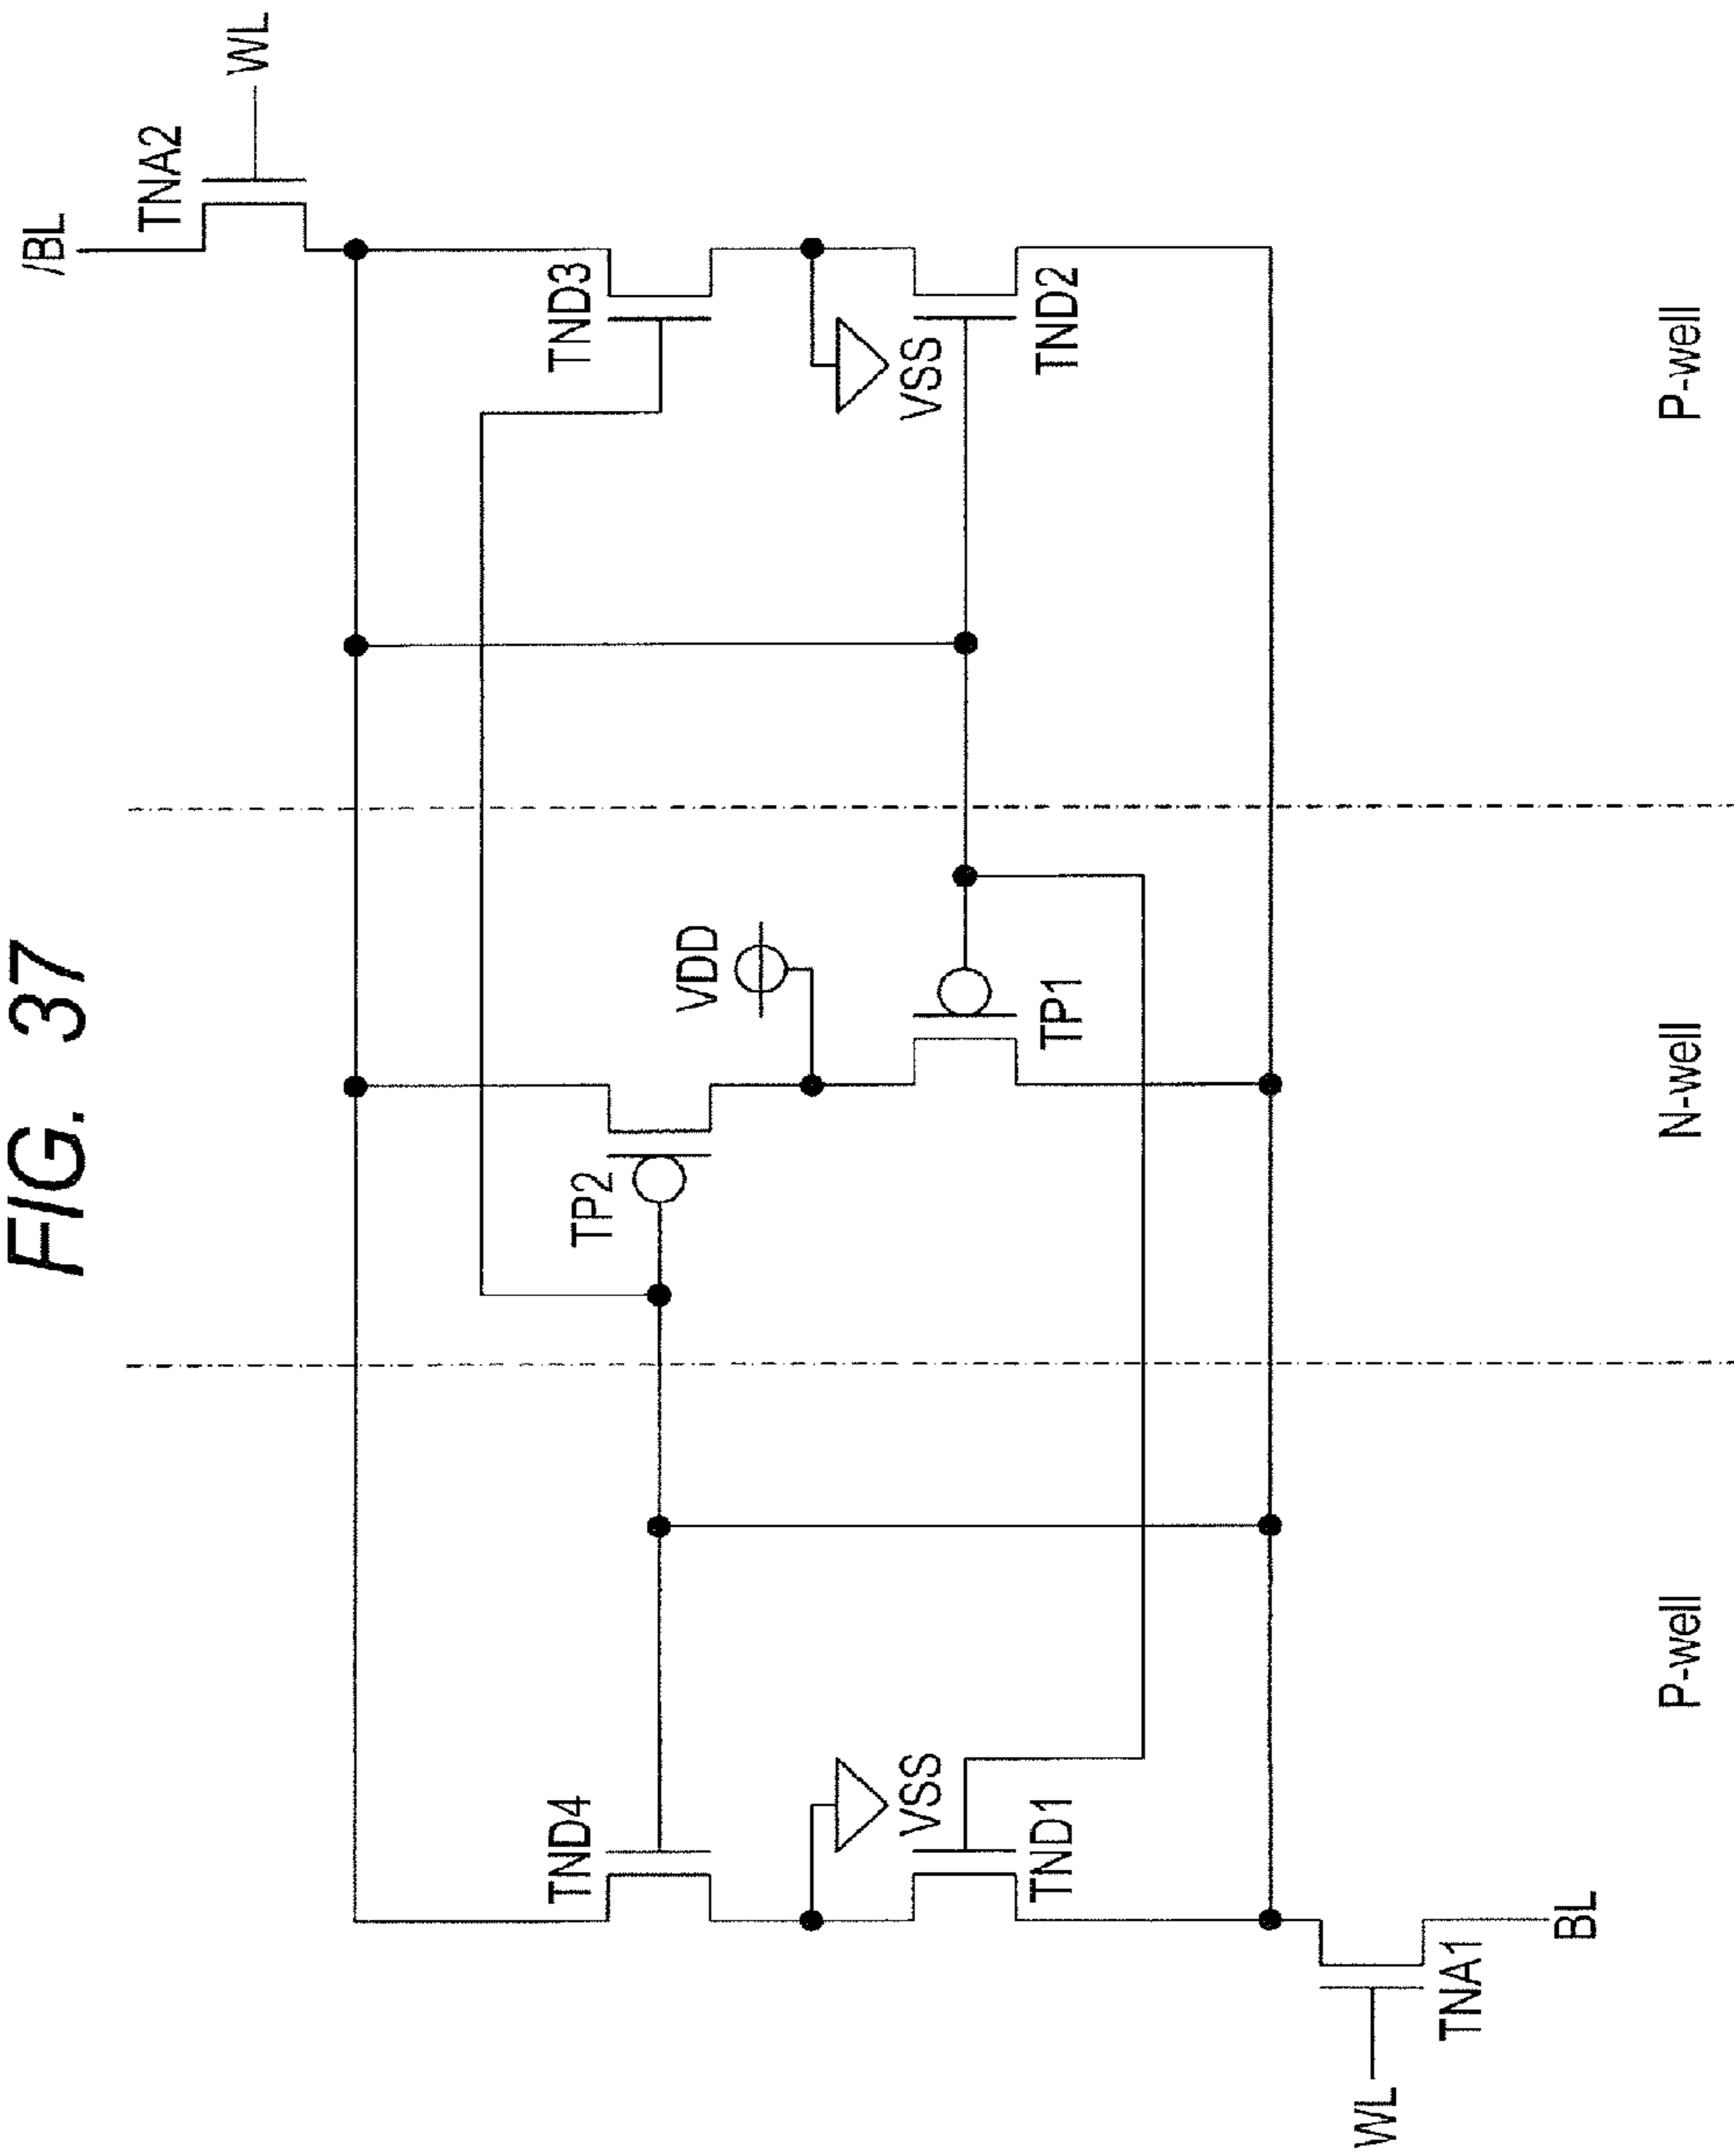 FIG. 37
/BL
TNA2
WL
TND4
TP2
TND3
VDD
VSS
VSS
TND1
TP1
TND2
WL
TNA1
BL
P-well
N-well
P-well